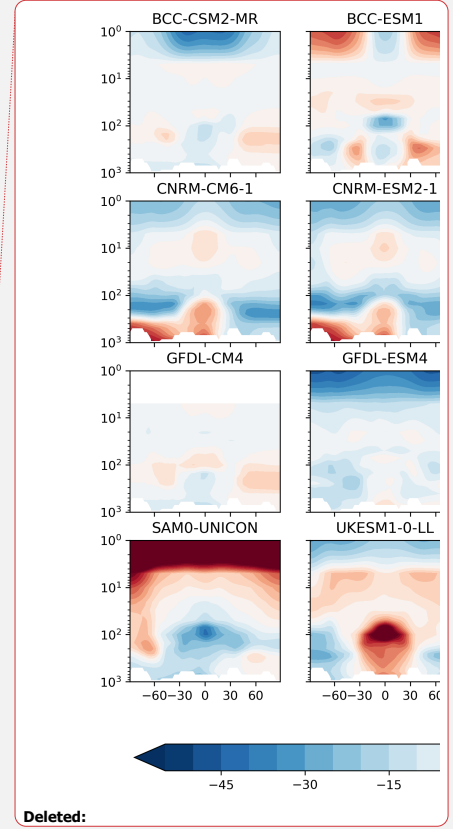 BCC-CSM2-MR BCC-ESM1
10⁰
10¹
10²
10³
CNRM-CM6-1 CNRM-ESM2-1
10⁰
10¹
10²
10³
GFDL-CM4 GFDL-ESM4
10⁰
10¹
10²
10³
SAM0-UNICON UKESM1-0-LL
10⁰
10¹
10²
10³
−60 −30 0 30 60 −60 −30 0 30 60
−45 −30 −15
Deleted: